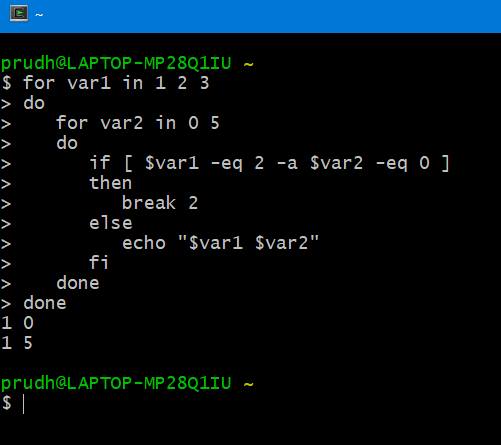 ~
prudh@LAPTOP-MP28Q1IU ~
$ for var1 in 1 2 3
> do
>    for var2 in 0 5
>    do
>       if [ $var1 -eq 2 -a $var2 -eq 0 ]
>       then
>          break 2
>       else
>          echo "$var1 $var2"
>       fi
>    done
> done
1 0
1 5
prudh@LAPTOP-MP28Q1IU ~
$